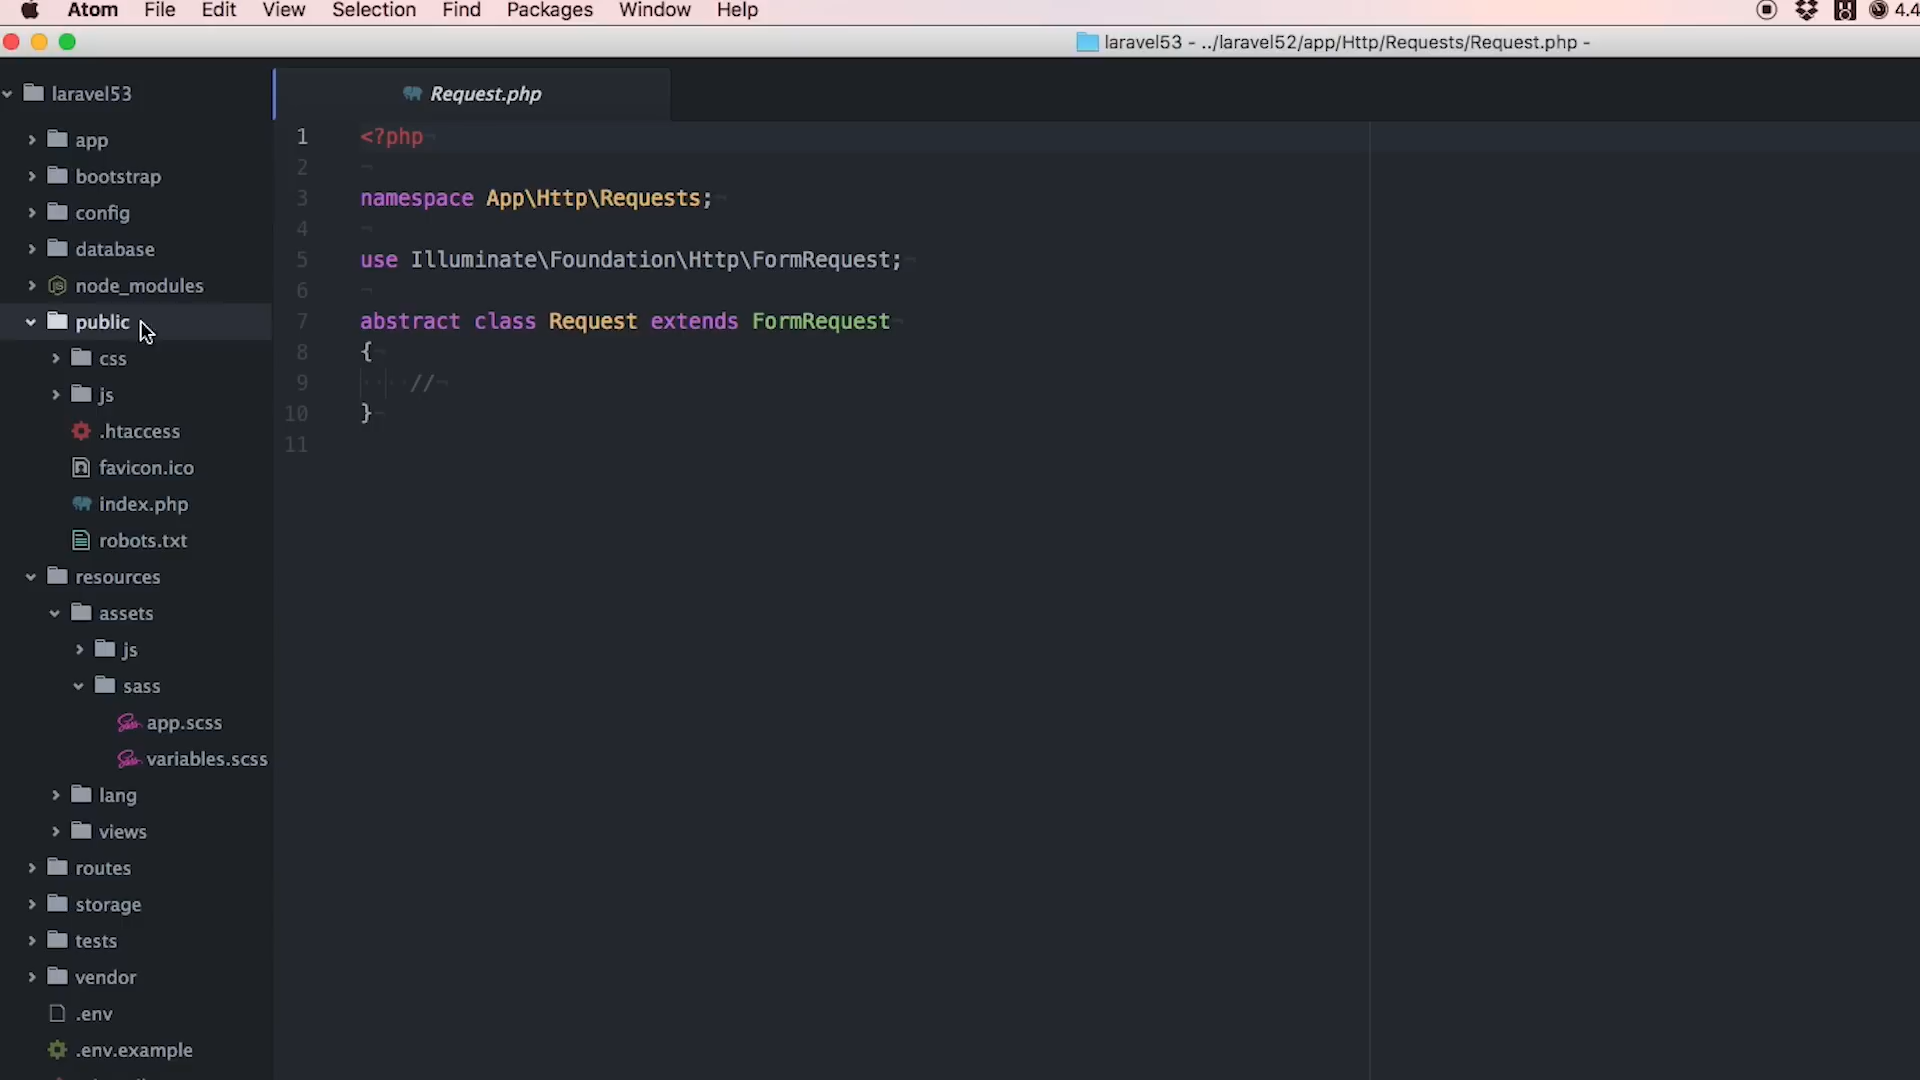 Atom File Edit View Selection Find Packages Window Help 4.4
laravel53 - ../laravel52/app/Http/Requests/Request.php -
laravel53
app
bootstrap
config
database
node_modules
public
css
js
.htaccess
favicon.ico
index.php
robots.txt
resources
assets
js
sass
app.scss
variables.scss
lang
views
routes
storage
tests
vendor
.env
.env.example
Request.php
1 <?php
2
3 namespace App\Http\Requests;
4
5 use Illuminate\Foundation\Http\FormRequest;
6
7 abstract class Request extends FormRequest
8 {
9 //
10 }
11